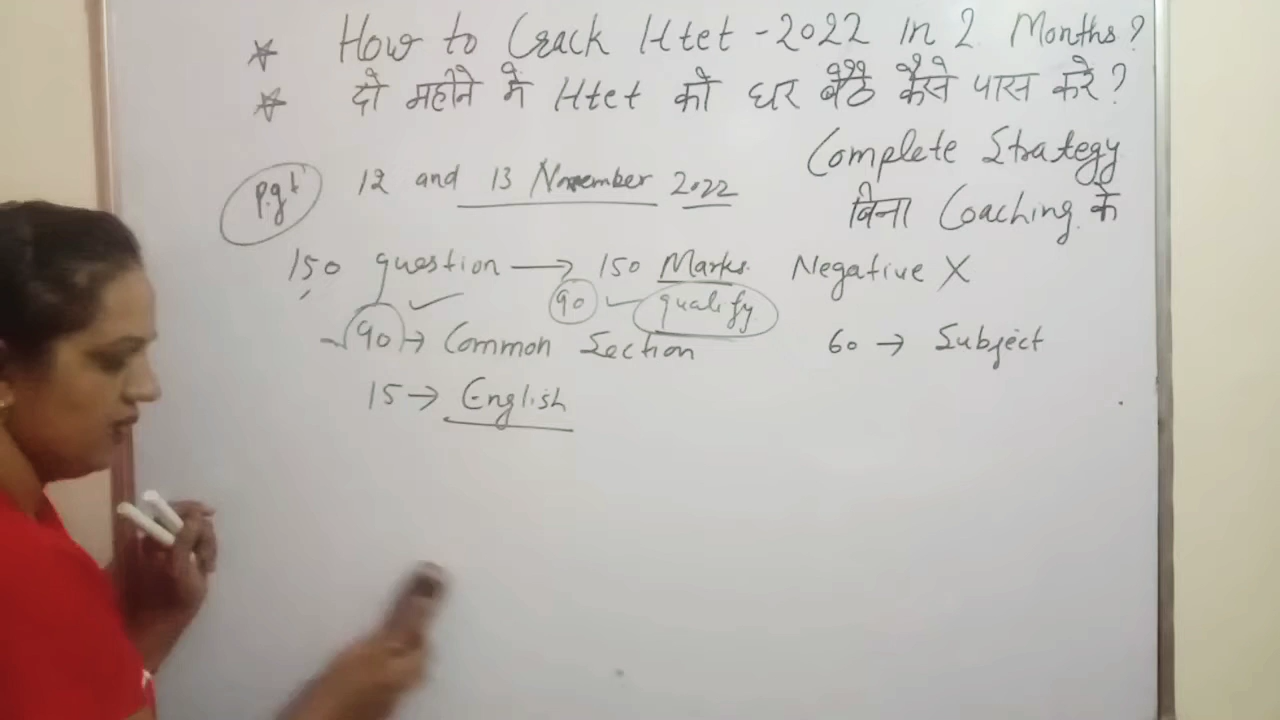 * How to Crack Htet - 2022 in 2 Months?
* दो महीने में Htet को घर बैठे कैसे पास करे?
Complete Strategy
बिना Coaching के
P.g.t 12 and 13 November 2022
150 question → 150 Marks. Negative X
90 ✓ qualify
90 → Common Section 60 → Subject
15 → English